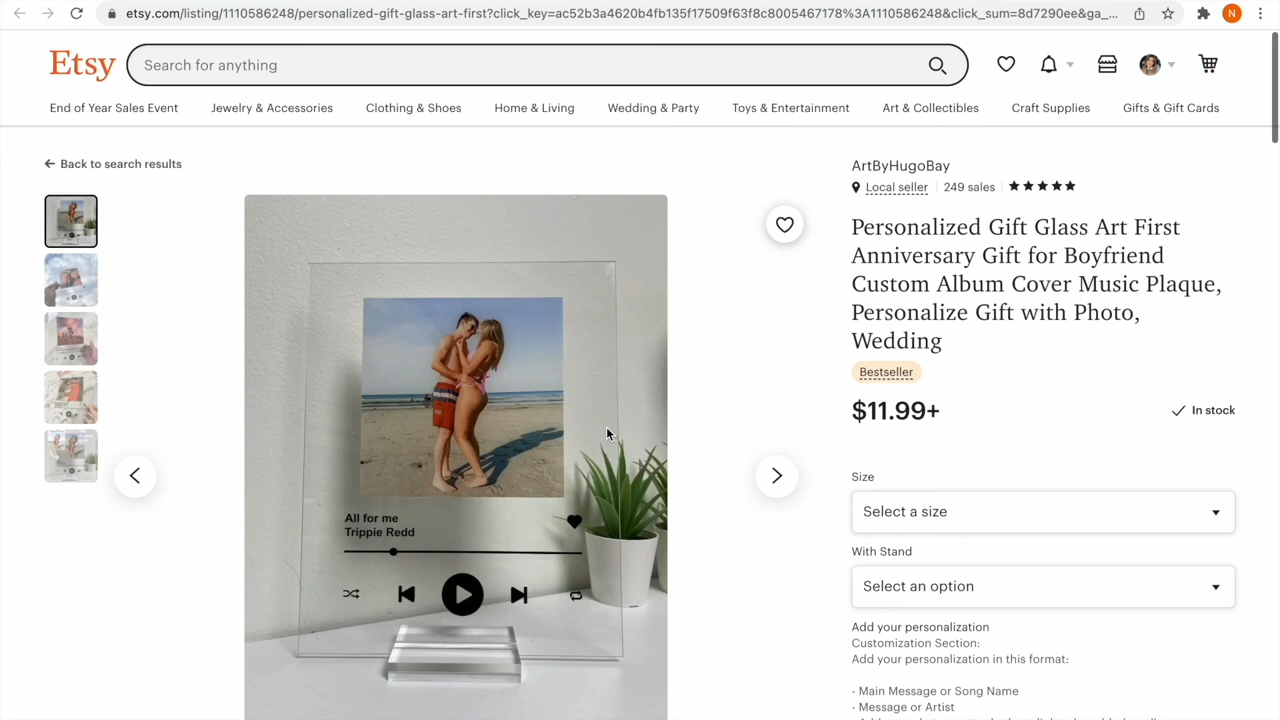 etsy.com/listing/1110586248/personalized-gift-glass-art-first?click_key=ac52b3a4620b4fb135f17509f63f8c8005467178%3A1110586248&click_sum=8d7290ee&ga_...
N
Etsy
Search for anything
End of Year Sales Event
Jewelry & Accessories
Clothing & Shoes
Home & Living
Wedding & Party
Toys & Entertainment
Art & Collectibles
Craft Supplies
Gifts & Gift Cards
Back to search results
ArtByHugoBay
Local seller
249 sales
Personalized Gift Glass Art First
Anniversary Gift for Boyfriend
Custom Album Cover Music Plaque,
Personalize Gift with Photo,
Wedding
Bestseller
$11.99+
In stock
Size
Select a size
With Stand
Select an option
Add your personalization
Customization Section:
Add your personalization in this format:
- Main Message or Song Name
- Message or Artist
All for me
Trippie Redd